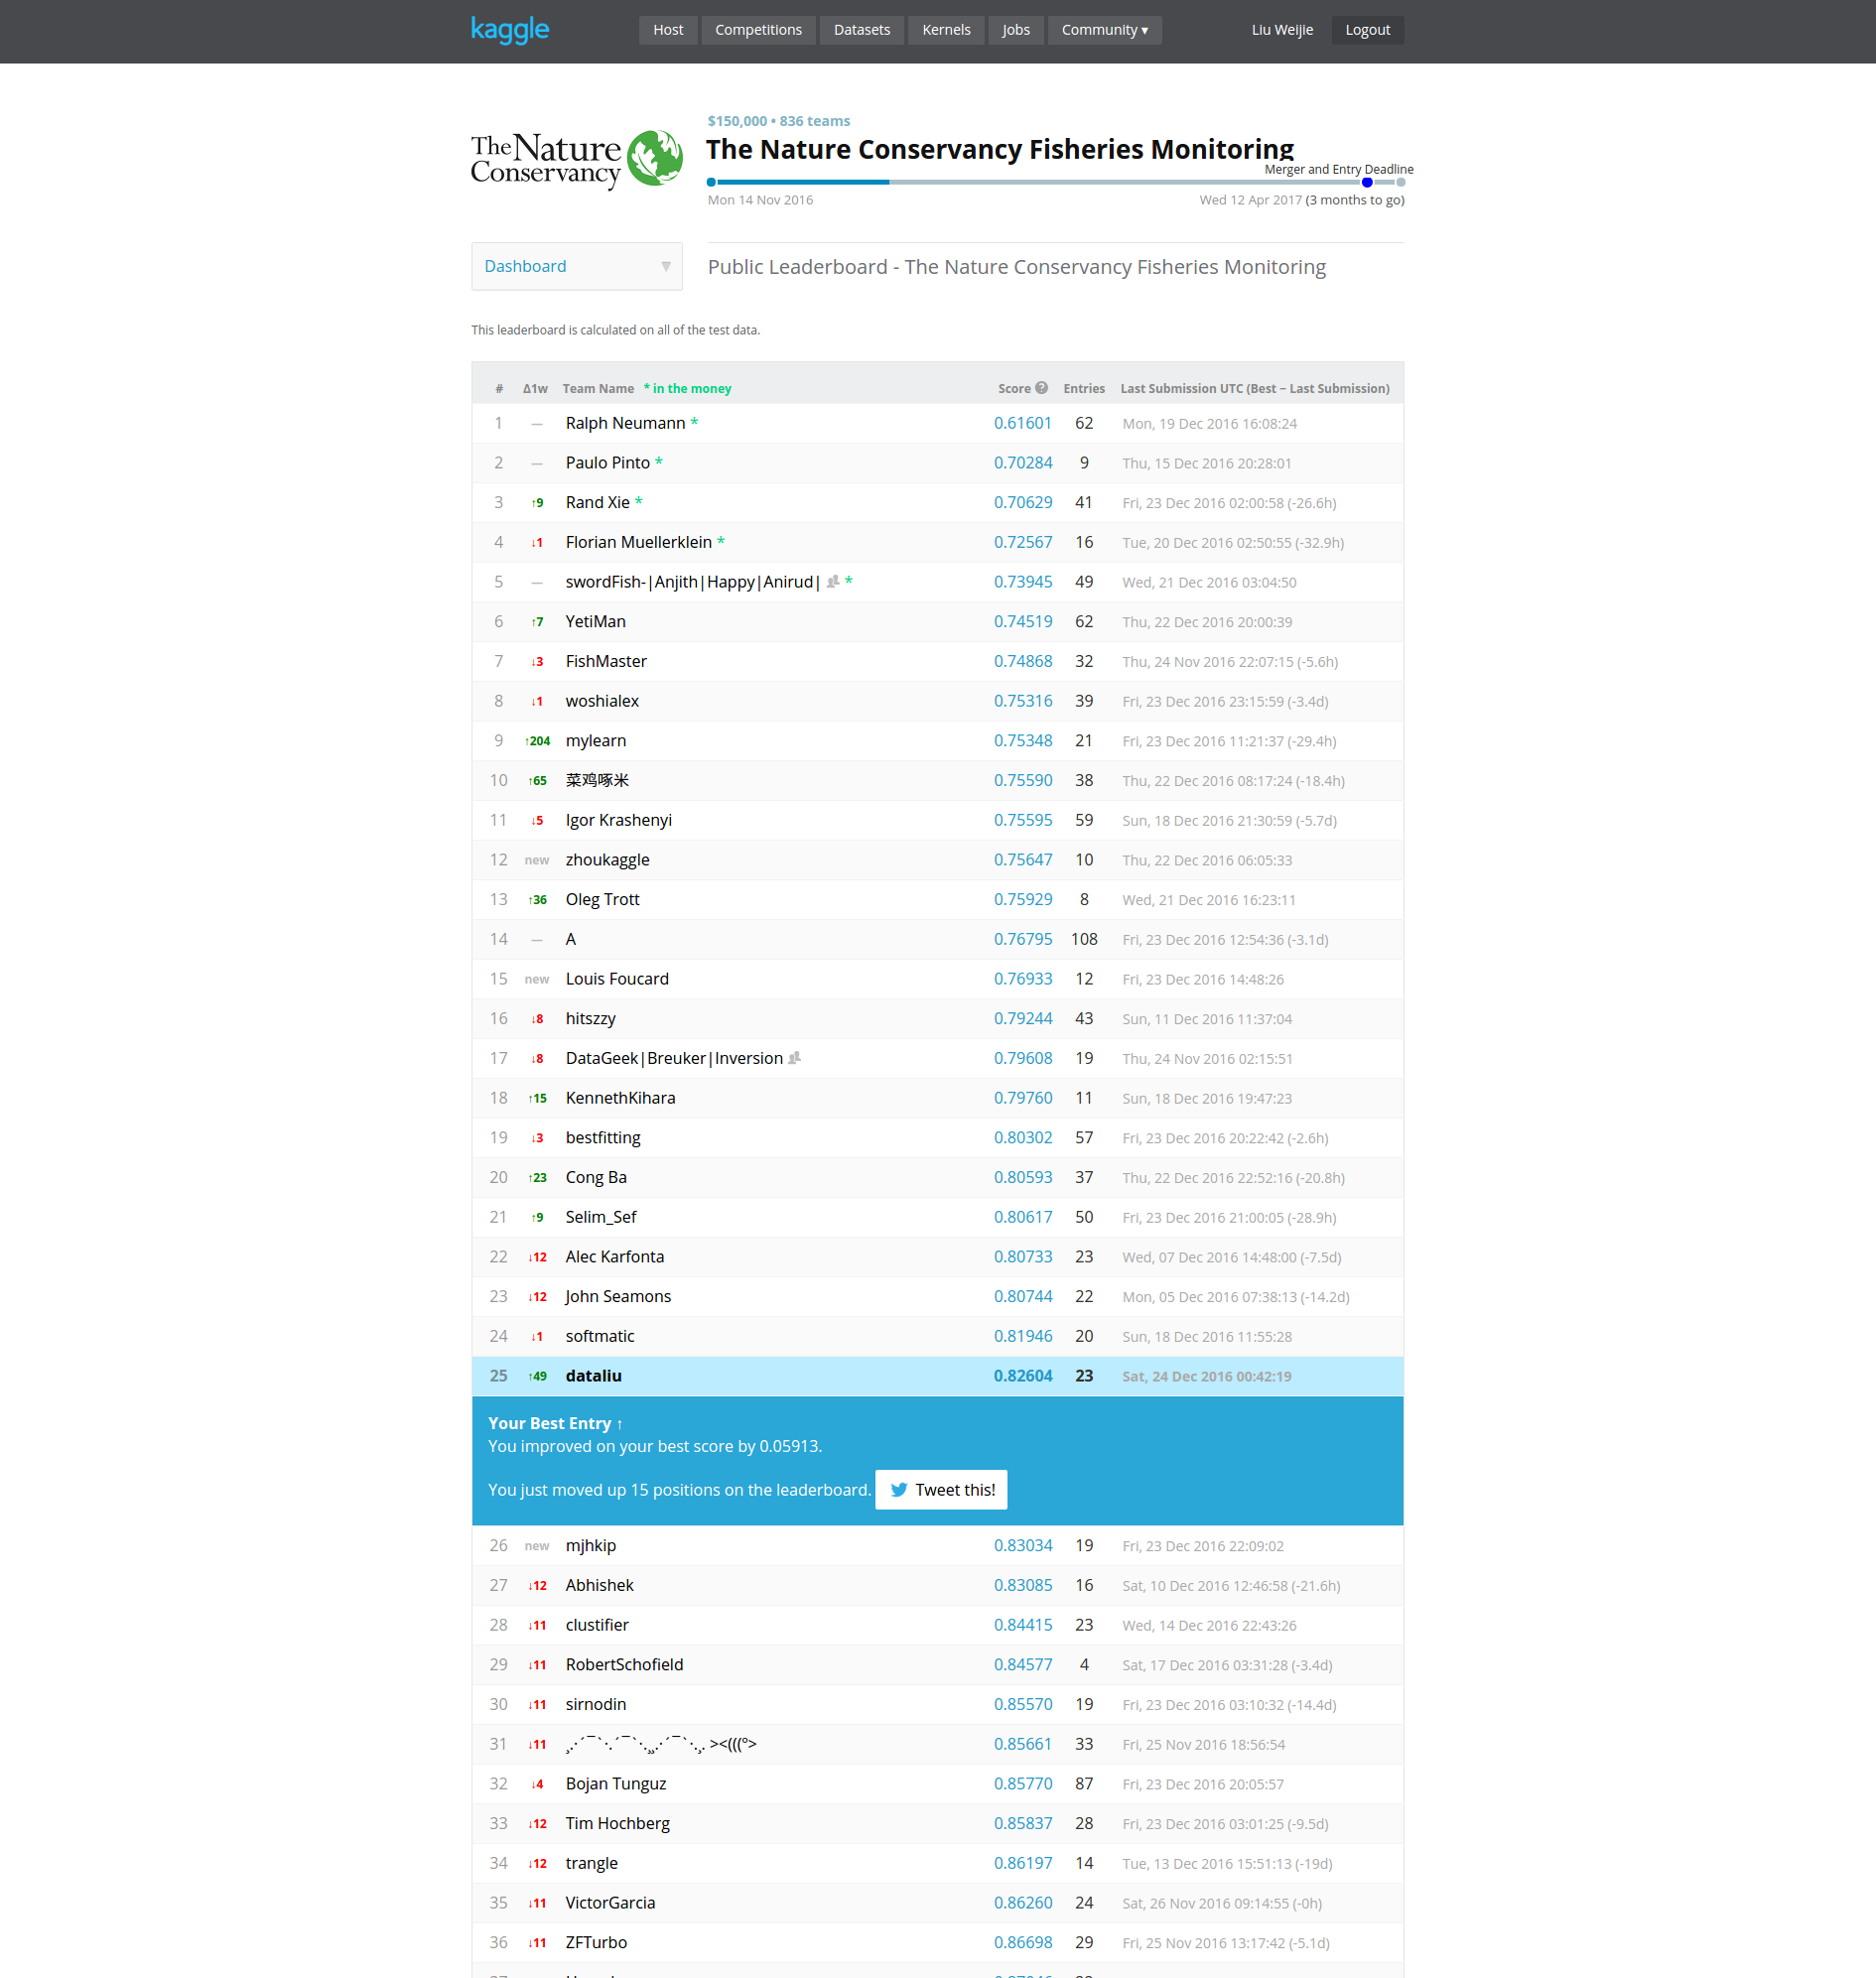 kaggle Host Competitions Datasets Kernels Jobs Community ▾ Liu Weijie Logout
The Nature Conservancy
$150,000 • 836 teams
The Nature Conservancy Fisheries Monitoring
Merger and Entry Deadline
Mon 14 Nov 2016 Wed 12 Apr 2017 (3 months to go)
Dashboard ▼ Public Leaderboard - The Nature Conservancy Fisheries Monitoring
This leaderboard is calculated on all of the test data.
# Δ1w Team Name * in the money Score ? Entries Last Submission UTC (Best − Last Submission)
1 — Ralph Neumann * 0.61601 62 Mon, 19 Dec 2016 16:08:24
2 — Paulo Pinto * 0.70284 9 Thu, 15 Dec 2016 20:28:01
3 ↑9 Rand Xie * 0.70629 41 Fri, 23 Dec 2016 02:00:58 (-26.6h)
4 ↓1 Florian Muellerklein * 0.72567 16 Tue, 20 Dec 2016 02:50:55 (-32.9h)
5 — swordFish-|Anjith|Happy|Anirud| * 0.73945 49 Wed, 21 Dec 2016 03:04:50
6 ↑7 YetiMan 0.74519 62 Thu, 22 Dec 2016 20:00:39
7 ↓3 FishMaster 0.74868 32 Thu, 24 Nov 2016 22:07:15 (-5.6h)
8 ↓1 woshialex 0.75316 39 Fri, 23 Dec 2016 23:15:59 (-3.4d)
9 ↑204 mylearn 0.75348 21 Fri, 23 Dec 2016 11:21:37 (-29.4h)
10 ↑65 菜鸡啄米 0.75590 38 Thu, 22 Dec 2016 08:17:24 (-18.4h)
11 ↓5 Igor Krashenyi 0.75595 59 Sun, 18 Dec 2016 21:30:59 (-5.7d)
12 new zhoukaggle 0.75647 10 Thu, 22 Dec 2016 06:05:33
13 ↑36 Oleg Trott 0.75929 8 Wed, 21 Dec 2016 16:23:11
14 — A 0.76795 108 Fri, 23 Dec 2016 12:54:36 (-3.1d)
15 new Louis Foucard 0.76933 12 Fri, 23 Dec 2016 14:48:26
16 ↓8 hitszzy 0.79244 43 Sun, 11 Dec 2016 11:37:04
17 ↓8 DataGeek|Breuker|Inversion 0.79608 19 Thu, 24 Nov 2016 02:15:51
18 ↑15 KennethKihara 0.79760 11 Sun, 18 Dec 2016 19:47:23
19 ↓3 bestfitting 0.80302 57 Fri, 23 Dec 2016 20:22:42 (-2.6h)
20 ↑23 Cong Ba 0.80593 37 Thu, 22 Dec 2016 22:52:16 (-20.8h)
21 ↑9 Selim_Sef 0.80617 50 Fri, 23 Dec 2016 21:00:05 (-28.9h)
22 ↓12 Alec Karfonta 0.80733 23 Wed, 07 Dec 2016 14:48:00 (-7.5d)
23 ↓12 John Seamons 0.80744 22 Mon, 05 Dec 2016 07:38:13 (-14.2d)
24 ↓1 softmatic 0.81946 20 Sun, 18 Dec 2016 11:55:28
25 ↑49 dataliu 0.82604 23 Sat, 24 Dec 2016 00:42:19
Your Best Entry ↑
You improved on your best score by 0.05913.
You just moved up 15 positions on the leaderboard. Tweet this!
26 new mjhkip 0.83034 19 Fri, 23 Dec 2016 22:09:02
27 ↓12 Abhishek 0.83085 16 Sat, 10 Dec 2016 12:46:58 (-21.6h)
28 ↓11 clustifier 0.84415 23 Wed, 14 Dec 2016 22:43:26
29 ↓11 RobertSchofield 0.84577 4 Sat, 17 Dec 2016 03:31:28 (-3.4d)
30 ↓11 sirnodin 0.85570 19 Fri, 23 Dec 2016 03:10:32 (-14.4d)
31 ↓11 ¸.·´¯`·.´¯`·.¸¸.·´¯`·.¸. ><(((º> 0.85661 33 Fri, 25 Nov 2016 18:56:54
32 ↓4 Bojan Tunguz 0.85770 87 Fri, 23 Dec 2016 20:05:57
33 ↓12 Tim Hochberg 0.85837 28 Fri, 23 Dec 2016 03:01:25 (-9.5d)
34 ↓12 trangle 0.86197 14 Tue, 13 Dec 2016 15:51:13 (-19d)
35 ↓11 VictorGarcia 0.86260 24 Sat, 26 Nov 2016 09:14:55 (-0h)
36 ↓11 ZFTurbo 0.86698 29 Fri, 25 Nov 2016 13:17:42 (-5.1d)